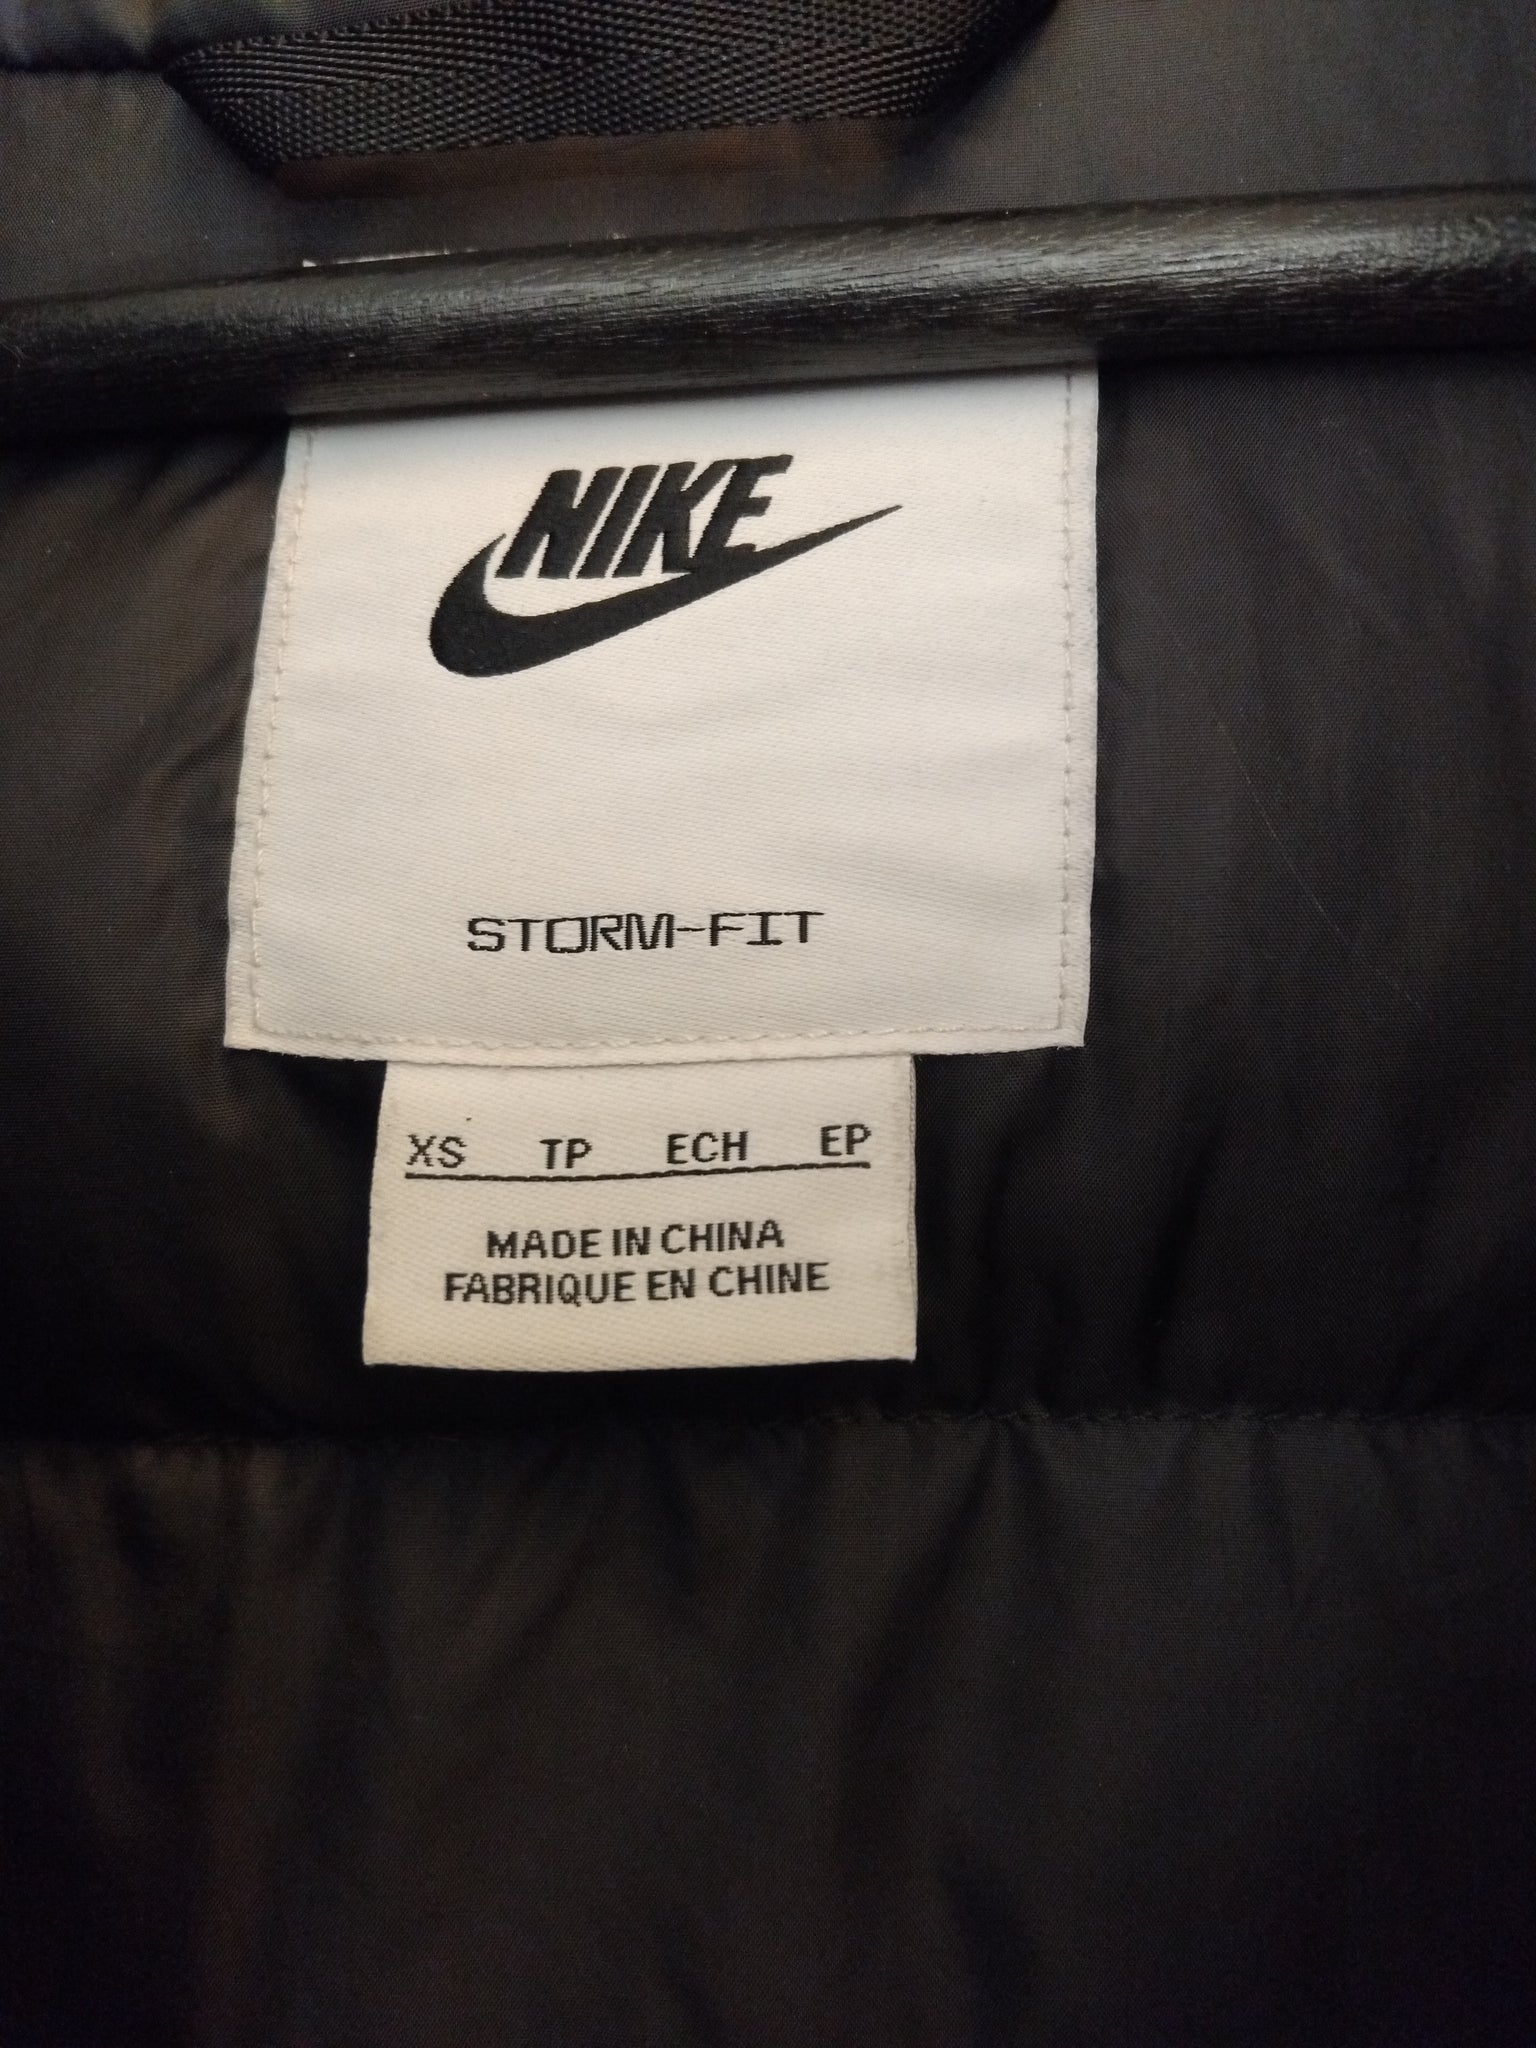 NIKE
STORM-FIT
XS TP ECH EP
MADE IN CHINA
FABRIQUE EN CHINE